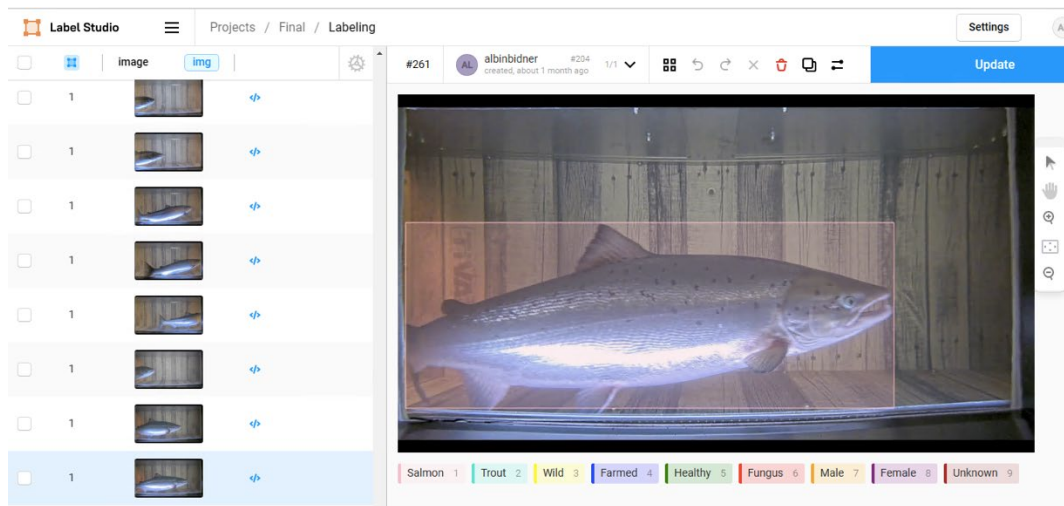 Label Studio
Projects / Final / Labeling
Settings
image
img
#261
AL
albinbidner #204
created, about 1 month ago
1/1
Update
1 </>
1 </>
1 </>
1 </>
1 </>
1 </>
1 </>
1 </>
Salmon 1
Trout 2
Wild 3
Farmed 4
Healthy 5
Fungus 6
Male 7
Female 8
Unknown 9